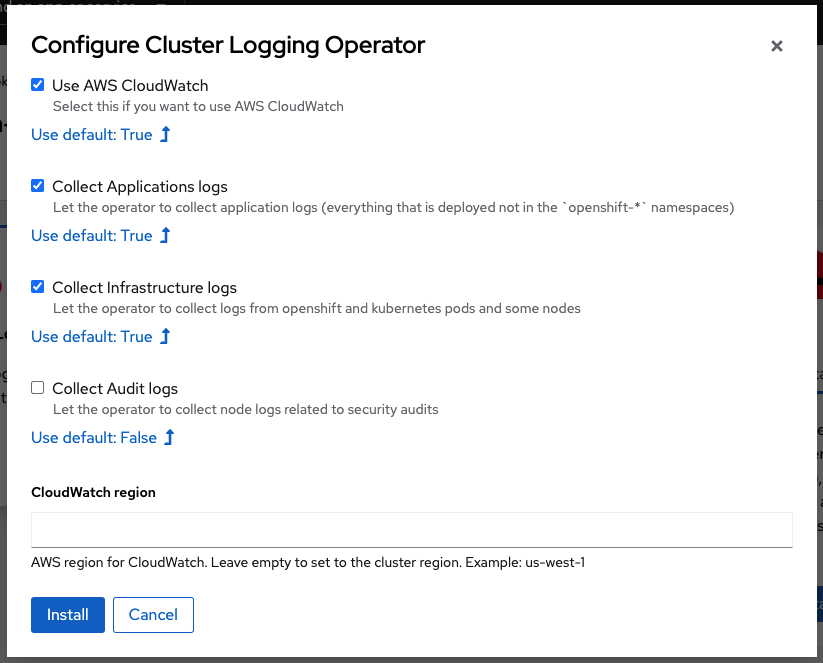 Configure Cluster Logging Operator
Use AWS CloudWatch
Select this if you want to use AWS CloudWatch
Use default: True
Collect Applications logs
Let the operator to collect application logs (everything that is deployed not in the `openshift-*` namespaces)
Use default: True
Collect Infrastructure logs
Let the operator to collect logs from openshift and kubernetes pods and some nodes
Use default: True
Collect Audit logs
Let the operator to collect node logs related to security audits
Use default: False
CloudWatch region
AWS region for CloudWatch. Leave empty to set to the cluster region. Example: us-west-1
Install Cancel